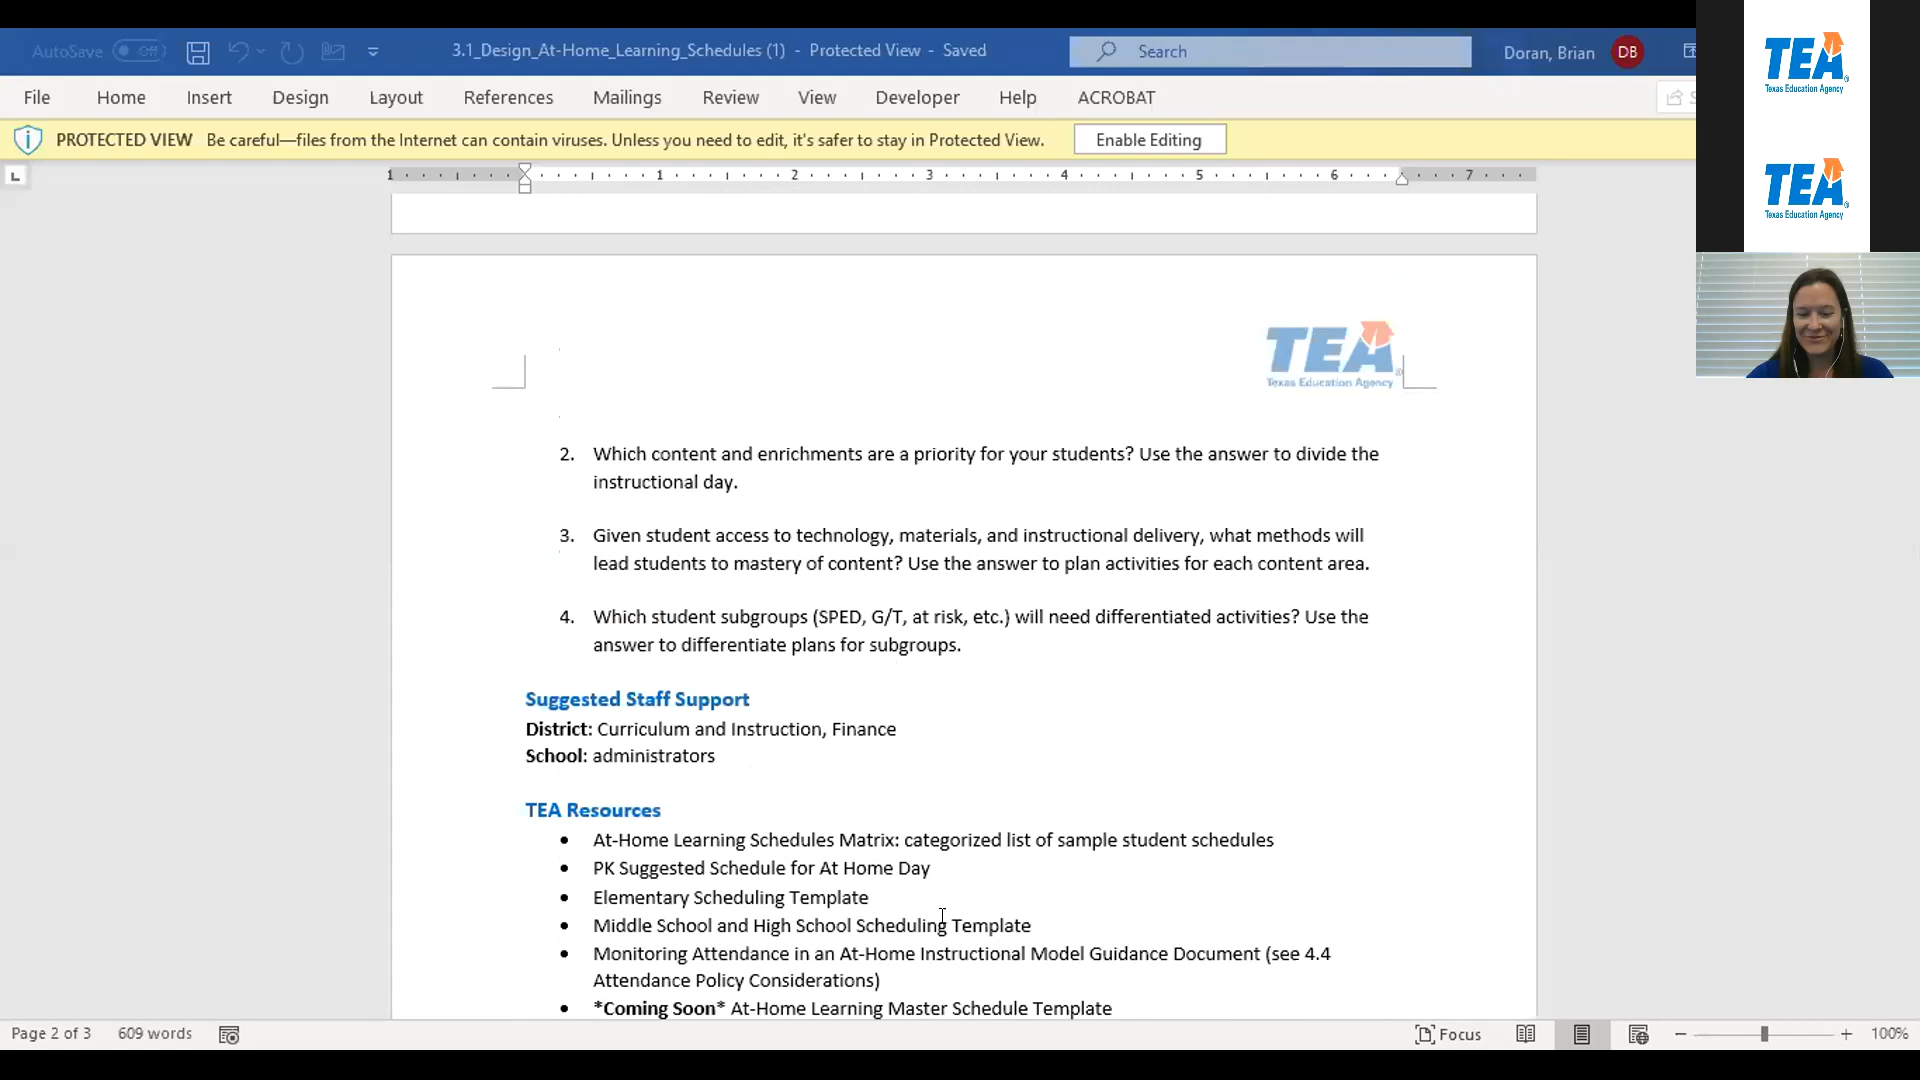 AutoSave Off
3.1_Design_At-Home_Learning_Schedules (1) - Protected View - Saved
Search
Doran, Brian DB
File Home Insert Design Layout References Mailings Review View Developer Help ACROBAT
PROTECTED VIEW Be careful—files from the Internet can contain viruses. Unless you need to edit, it's safer to stay in Protected View. Enable Editing
1 1 2 3 4 5 6 7
TEA
Texas Education Agency
TEA
Texas Education Agency
TEA
Texas Education Agency
2. Which content and enrichments are a priority for your students? Use the answer to divide the
instructional day.
3. Given student access to technology, materials, and instructional delivery, what methods will
lead students to mastery of content? Use the answer to plan activities for each content area.
4. Which student subgroups (SPED, G/T, at risk, etc.) will need differentiated activities? Use the
answer to differentiate plans for subgroups.
Suggested Staff Support
District: Curriculum and Instruction, Finance
School: administrators
TEA Resources
• At-Home Learning Schedules Matrix: categorized list of sample student schedules
• PK Suggested Schedule for At Home Day
• Elementary Scheduling Template
• Middle School and High School Scheduling Template
• Monitoring Attendance in an At-Home Instructional Model Guidance Document (see 4.4
Attendance Policy Considerations)
• *Coming Soon* At-Home Learning Master Schedule Template
Page 2 of 3 609 words Focus 100%